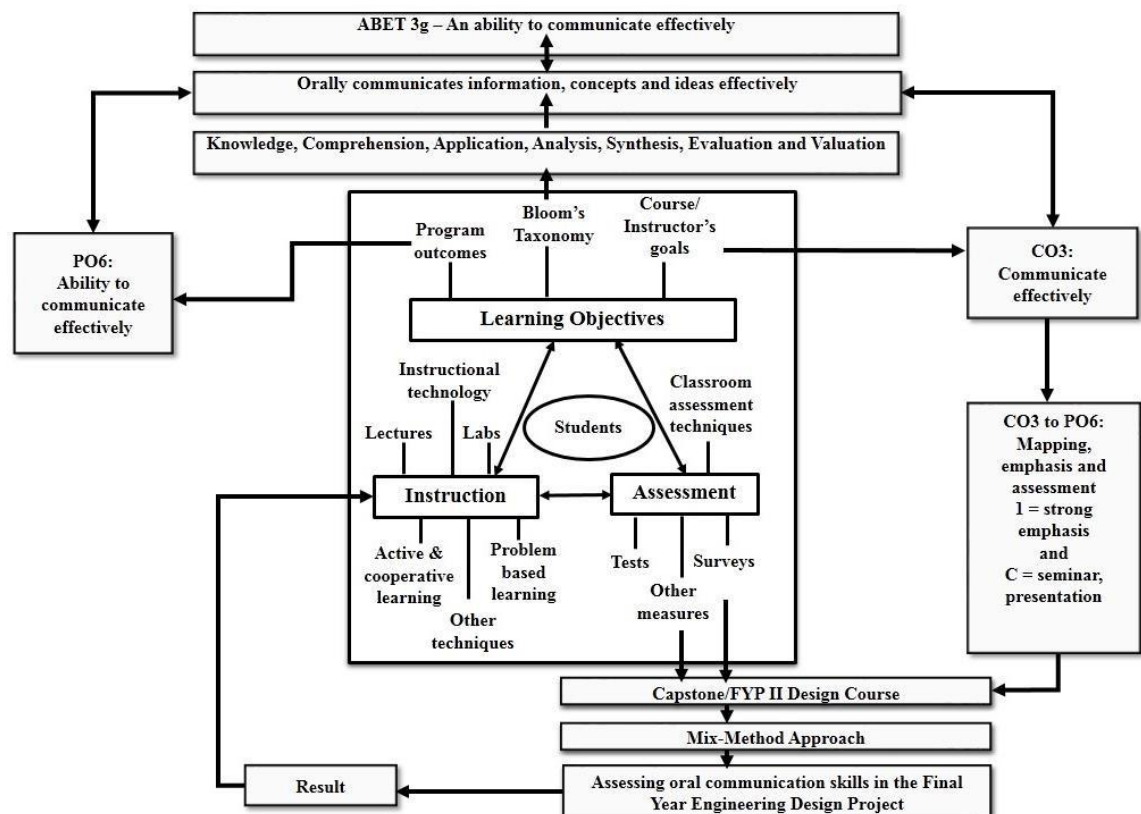 ABET 3g – An ability to communicate effectively
Orally communicates information, concepts and ideas effectively
Knowledge, Comprehension, Application, Analysis, Synthesis, Evaluation and Valuation
PO6:
Ability to
communicate
effectively
Program
outcomes
Bloom's
Taxonomy
Course/
Instructor's
goals
CO3:
Communicate
effectively
Learning Objectives
Instructional
technology
Lectures
Labs
Students
Classroom
assessment
techniques
Instruction
Assessment
Active &
cooperative
learning
Other
techniques
Problem
based
learning
Tests
Other
measures
Surveys
CO3 to PO6:
Mapping,
emphasis and
assessment
1 = strong
emphasis
and
C = seminar,
presentation
Capstone/FYP II Design Course
Mix-Method Approach
Assessing oral communication skills in the Final
Year Engineering Design Project
Result